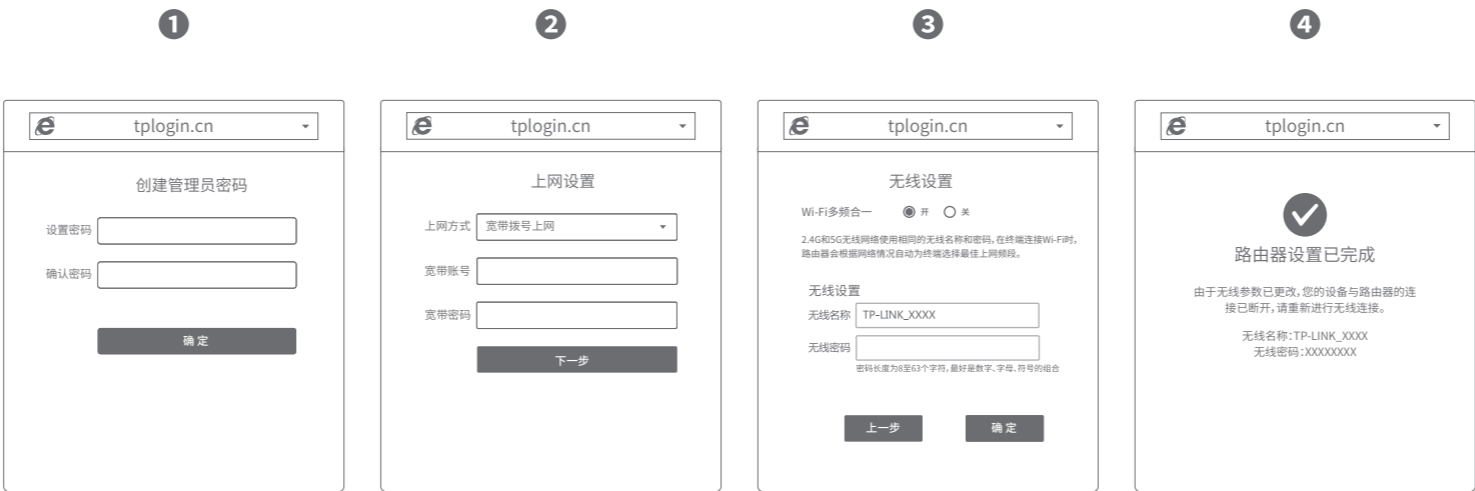 1
2
3
4
tplogin.cn
创建管理员密码
设置密码
确认密码
确 定
tplogin.cn
上网设置
上网方式 宽带拨号上网
宽带账号
宽带密码
下一步
tplogin.cn
无线设置
Wi-Fi多频合一 开 关
2.4G和5G无线网络使用相同的无线名称和密码,在终端连接Wi-Fi时,
路由器会根据网络情况自动为终端选择最佳上网频段。
无线设置
无线名称 TP-LINK_XXXX
无线密码
密码长度为8至63个字符,最好是数字、字母、符号的组合
上一步 确 定
tplogin.cn
路由器设置已完成
由于无线参数已更改,您的设备与路由器的连
接已断开,请重新进行无线连接。
无线名称:TP-LINK_XXXX
无线密码:XXXXXXXX